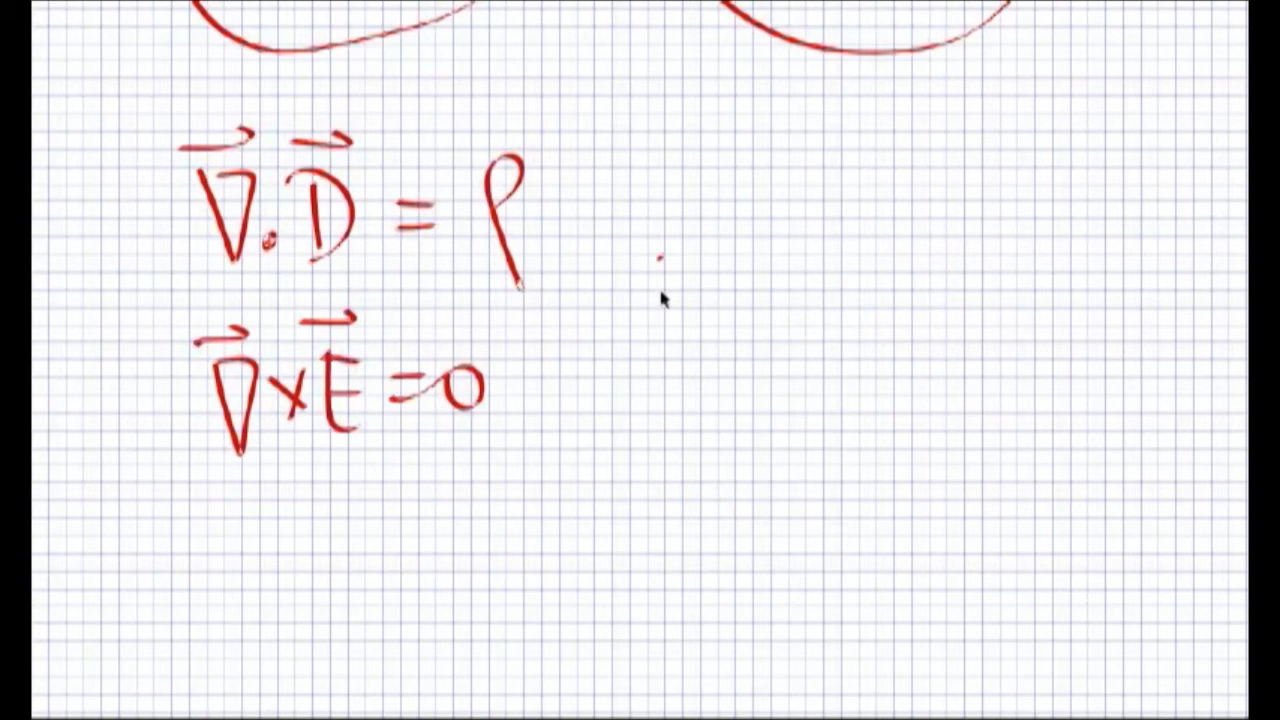 ∇⃗ . D⃗ = ρ
∇⃗ × E⃗ = 0